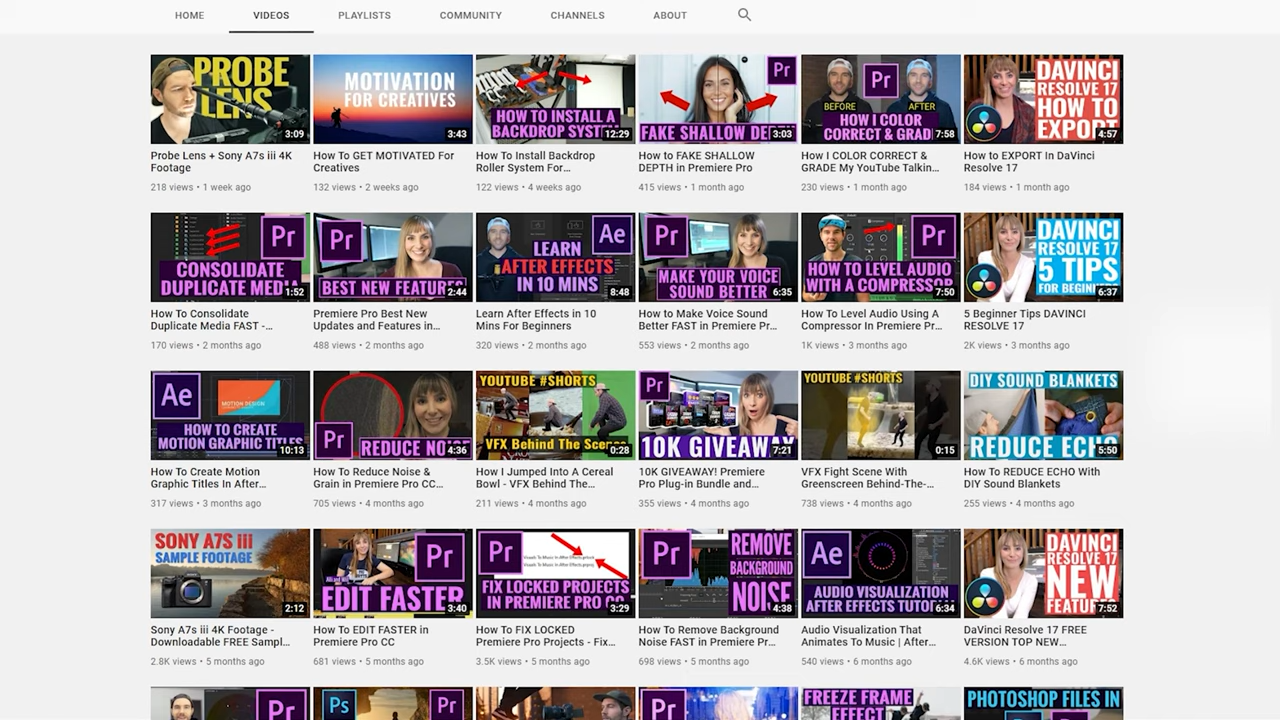 HOME VIDEOS PLAYLISTS COMMUNITY CHANNELS ABOUT
PROBE
LENS
3:09
MOTIVATION
FOR CREATIVES
3:43
HOW TO INSTALL A
BACKDROP
12:29
Pr
FAKE SHALLOW
3:03
Pr
BEFORE AFTER
HOW I COLOR
CORRECT &
7:58
DAVINCI
RESOLVE 17
HOW TO
EXPORT
4:57
Probe Lens + Sony A7s iii 4K
Footage
218 views • 1 week ago
How To GET MOTIVATED For
Creatives
132 views • 2 weeks ago
How To Install Backdrop
Roller System For…
122 views • 4 weeks ago
How to FAKE SHALLOW
DEPTH in Premiere Pro
415 views • 1 month ago
How I COLOR CORRECT &
GRADE My YouTube Talkin…
230 views • 1 month ago
How to EXPORT In DaVinci
Resolve 17
184 views • 1 month ago
Pr
CONSOLIDATE
DUPLICATE
1:52
Pr
BEST NEW
2:44
Ae
LEARN
AFTER EFFECTS
IN 10 MINS
8:48
Pr
MAKE YOUR VOICE
SOUND BETTER
6:35
Pr
HOW TO LEVEL AUDIO
WITH A COMPRESSOR
7:50
DAVINCI
RESOLVE 17
5 TIPS
FOR
6:37
How To Consolidate
Duplicate Media FAST -…
170 views • 2 months ago
Premiere Pro Best New
Updates and Features in…
488 views • 2 months ago
Learn After Effects in 10
Mins For Beginners
320 views • 2 months ago
How to Make Voice Sound
Better FAST in Premiere Pr…
553 views • 2 months ago
How To Level Audio Using A
Compressor In Premiere Pr…
1K views • 3 months ago
5 Beginner Tips DAVINCI
RESOLVE 17
2K views • 3 months ago
Ae
MOTION DESIGN
HOW TO CREATE
MOTION GRAPHIC TITLES
10:13
Pr
REDUCE
4:36
YOUTUBE #SHORTS
VFX Behind The
0:28
Pr
10K GIVEAWAY
7:21
YOUTUBE #SHORTS
0:15
DIY SOUND BLANKETS
REDUCE ECHO
5:50
How To Create Motion
Graphic Titles In After…
317 views • 3 months ago
How To Reduce Noise &
Grain in Premiere Pro CC…
705 views • 4 months ago
How I Jumped Into A Cereal
Bowl - VFX Behind The…
211 views • 4 months ago
10K GIVEAWAY! Premiere
Pro Plug-in Bundle and…
355 views • 4 months ago
VFX Fight Scene With
Greenscreen Behind-The-…
738 views • 4 months ago
How To REDUCE ECHO With
DIY Sound Blankets
255 views • 4 months ago
SONY A7S iii
SAMPLE FOOTAGE
2:12
Pr
EDIT FASTER
3:40
Pr
FIX LOCKED PROJECTS
IN PREMIERE PRO
3:29
Pr
REMOVE
BACKGROUND
NOISE
4:38
Ae
AUDIO VISUALIZATION
AFTER EFFECTS
6:34
DAVINCI
RESOLVE 17
NEW
7:52
Sony A7s iii 4K Footage -
Downloadable FREE Sampl…
2.8K views • 5 months ago
How To EDIT FASTER in
Premiere Pro CC
681 views • 5 months ago
How To FIX LOCKED
Premiere Pro Projects - Fix…
3.5K views • 5 months ago
How To Remove Background
Noise FAST in Premiere Pr…
698 views • 5 months ago
Audio Visualization That
Animates To Music | After…
540 views • 6 months ago
DaVinci Resolve 17 FREE
VERSION TOP NEW…
4.6K views • 6 months ago
Pr
Ps Pr
Pr
FREEZE FRAME
EFFECT
PHOTOSHOP FILES IN